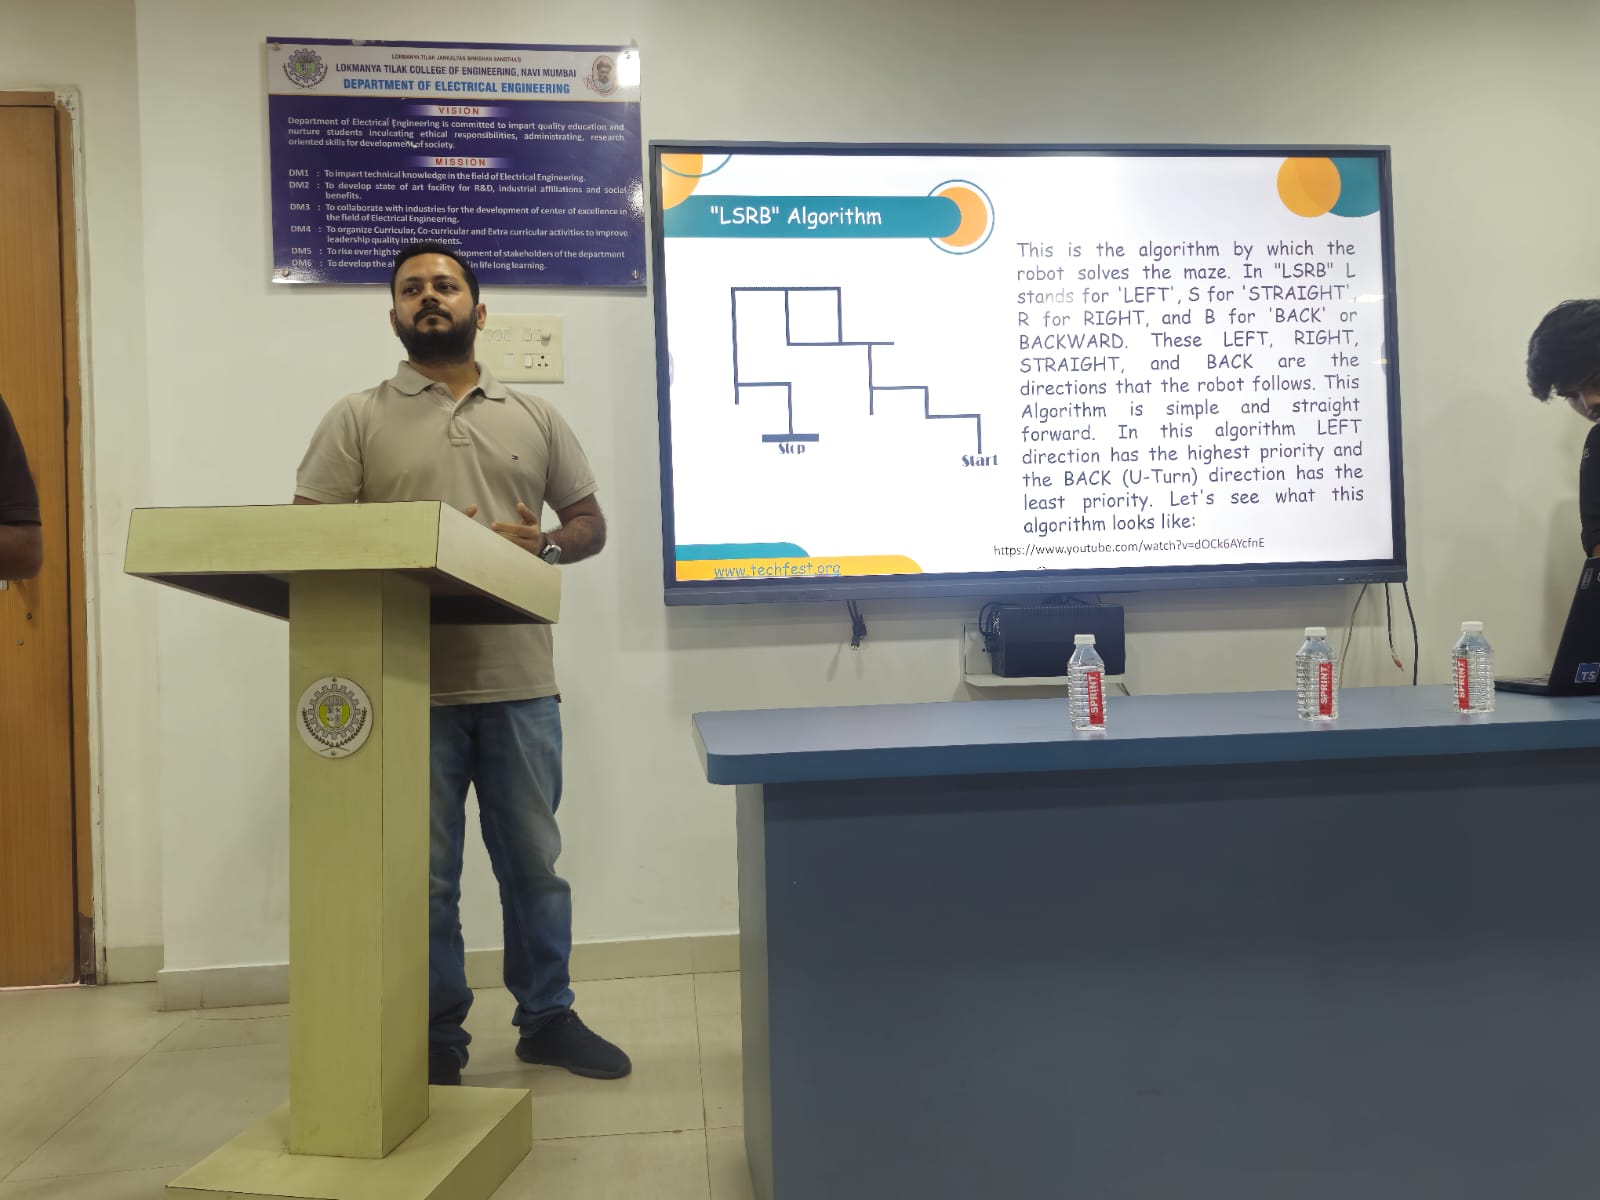 LOKMANYA TILAK JANKALYAN SHIKSHAN SANSTHA'S
LOKMANYA TILAK COLLEGE OF ENGINEERING, NAVI MUMBAI
DEPARTMENT OF ELECTRICAL ENGINEERING
VISION
Department of Electrical Engineering is committed to impart quality education and
nurture students inculcating ethical responsibilities, administrating, research
oriented skills for development of society.
MISSION
DM1 : To impart technical knowledge in the field of Electrical Engineering.
DM2 : To develop state of art facility for R&D, industrial affiliations and social
benefits.
DM3 : To collaborate with industries for the development of center of excellence in
the field of Electrical Engineering.
DM4 : To organize Curricular, Co-curricular and Extra curricular activities to improve
leadership quality in the students.
DM5 : To rise over high to elopment of stakeholders of the department
DM6 : To develop the in life long learning.
"LSRB" Algorithm
This is the algorithm by which the
robot solves the maze. In "LSRB" L
stands for 'LEFT', S for 'STRAIGHT',
R for RIGHT, and B for 'BACK' or
BACKWARD. These LEFT, RIGHT,
STRAIGHT, and BACK are the
directions that the robot follows. This
Algorithm is simple and straight
forward. In this algorithm LEFT
direction has the highest priority and
the BACK (U-Turn) direction has the
least priority. Let's see what this
algorithm looks like:
https://www.youtube.com/watch?v=dOCk6AYcfnE
Stop
Start
www.techfest.org
SPRINT
SPRINT
SPRINT
TS